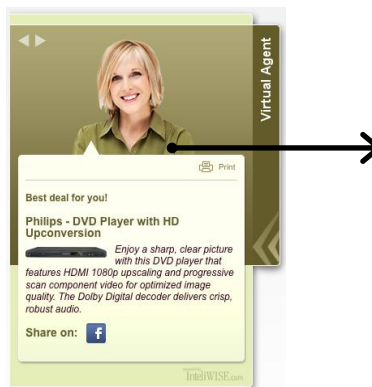 Virtual Agent
Print
Best deal for you!
Philips - DVD Player with HD
Upconversion
Enjoy a sharp, clear picture
with this DVD player that
features HDMI 1080p upscaling and progressive
scan component video for optimized image
quality. The Dolby Digital decoder delivers crisp,
robust audio.
Share on: f
InteliWISE.com